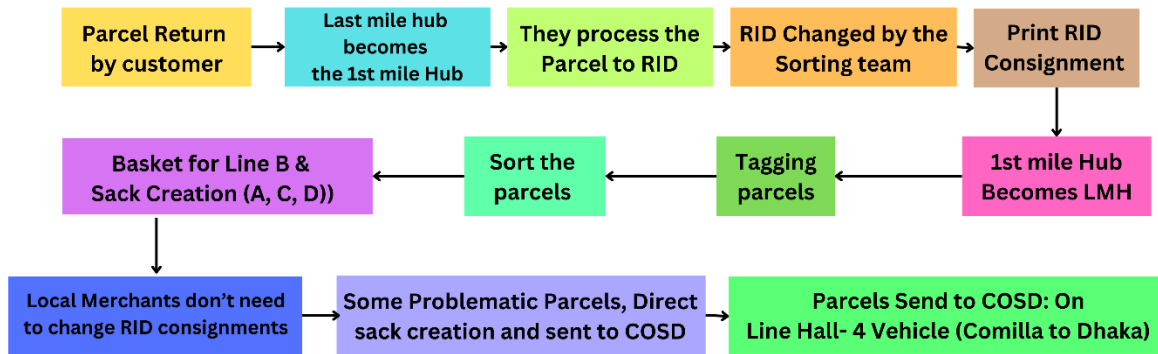 Parcel Return
by customer
Last mile hub
becomes
the 1st mile Hub
They process the
Parcel to RID
RID Changed by the
Sorting team
Print RID
Consignment
1st mile Hub
Becomes LMH
Tagging
parcels
Sort the
parcels
Basket for Line B &
Sack Creation (A, C, D))
Local Merchants don’t need
to change RID consignments
Some Problematic Parcels, Direct
sack creation and sent to COSD
Parcels Send to COSD: On
Line Hall- 4 Vehicle (Comilla to Dhaka)